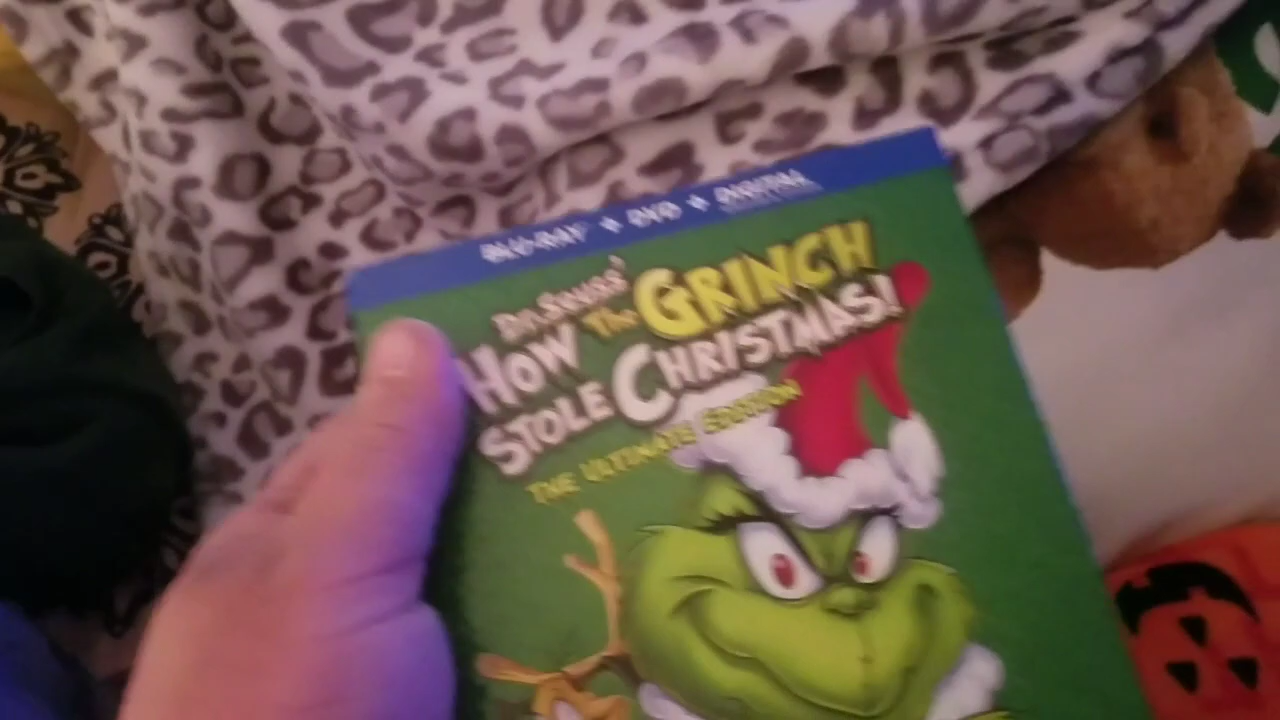 BLU-RAY + DVD + DIGITAL
DR. SEUSS'
HOW The GRINCH
STOLE CHRISTMAS!
THE ULTIMATE EDITION